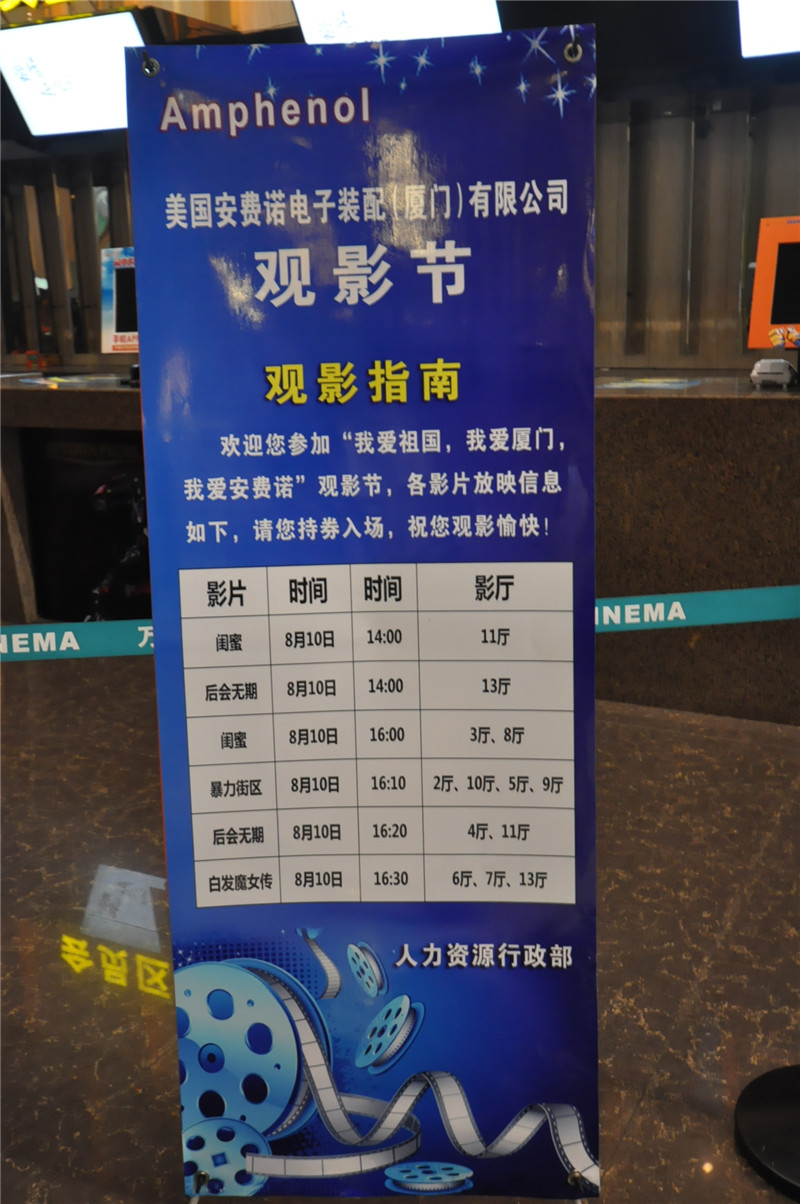 Amphenol
美国安费诺电子装配(厦门)有限公司
观影节
观影指南
欢迎您参加“我爱祖国，我爱厦门，
我爱安费诺”观影节，各影片放映信息
如下，请您持券入场，祝您观影愉快！
影片 时间 时间 影厅
闺蜜 8月10日 14:00 11厅
后会无期 8月10日 14:00 13厅
闺蜜 8月10日 16:00 3厅、8厅
暴力街区 8月10日 16:10 2厅、10厅、5厅、9厅
后会无期 8月10日 16:20 4厅、11厅
白发魔女传 8月10日 16:30 6厅、7厅、13厅
人力资源行政部
NEMA 万
INEMA
会员区